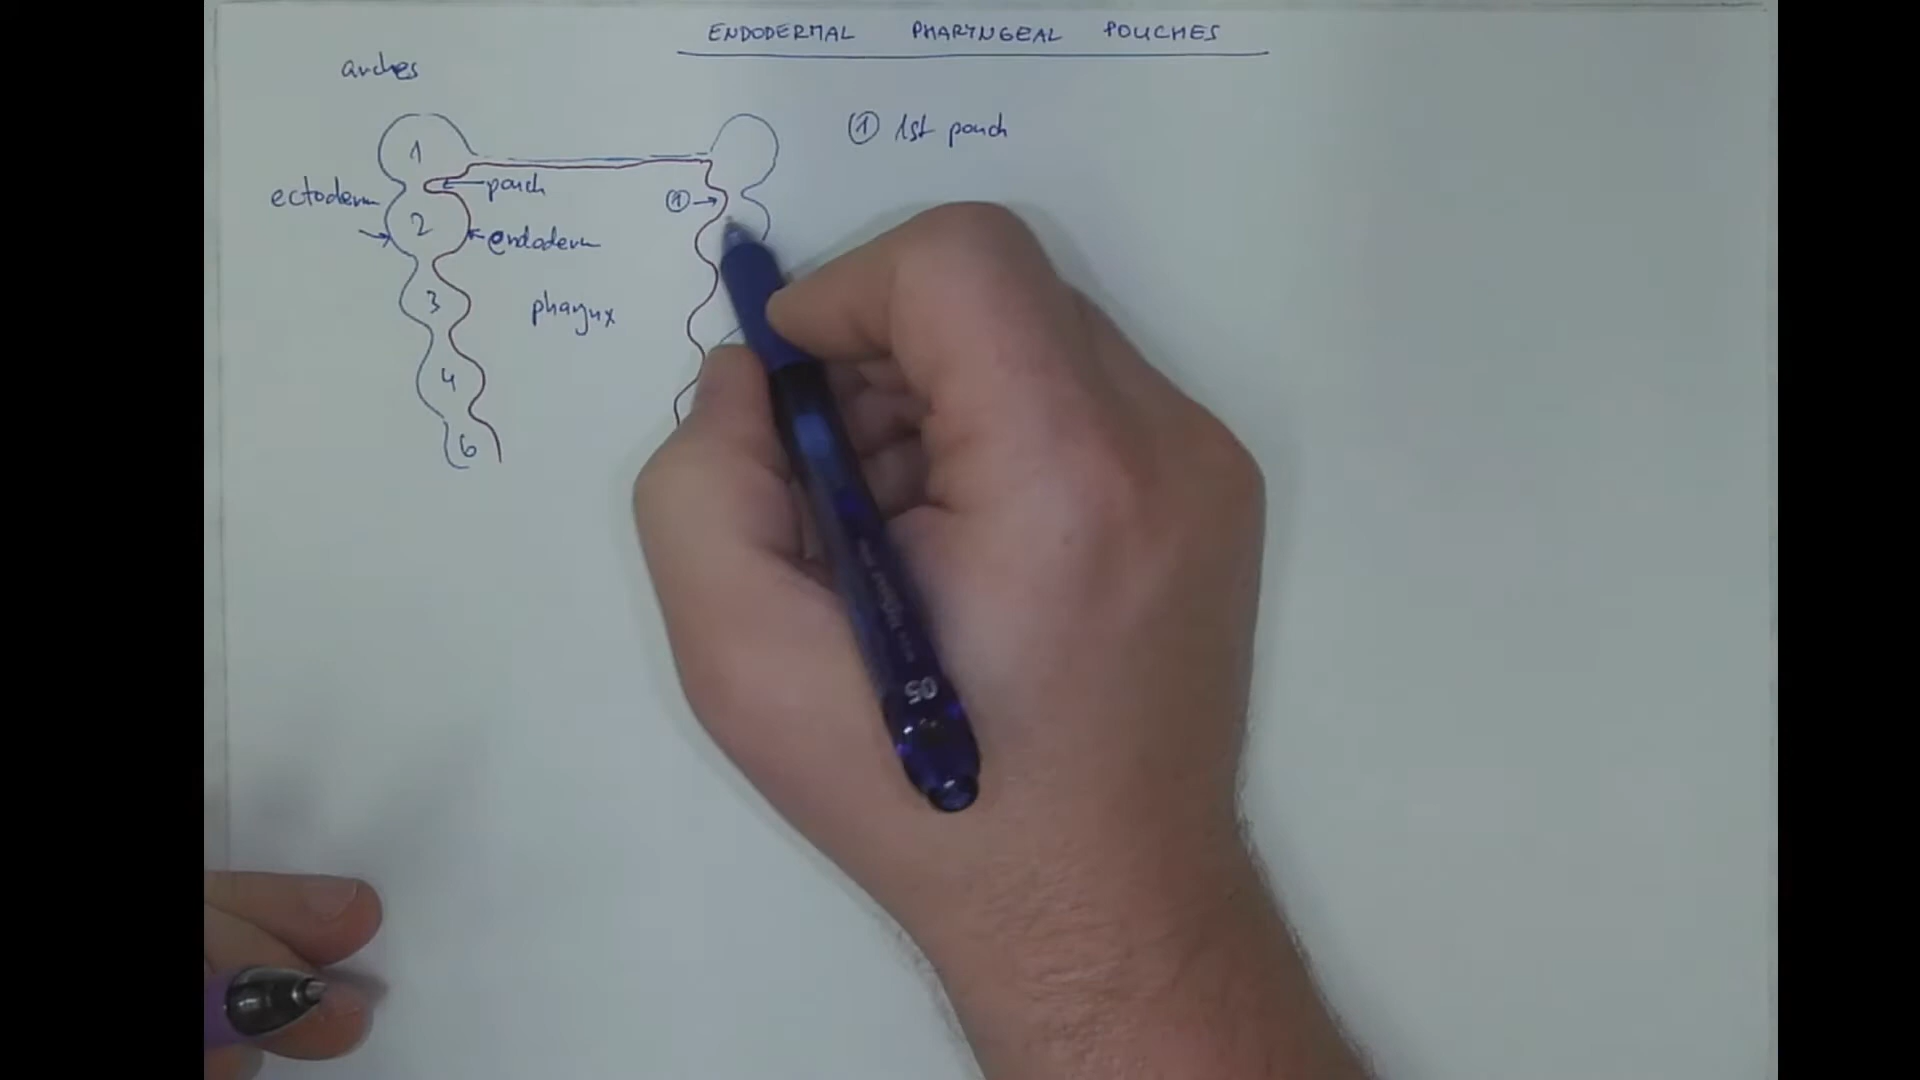 ENDODERMAL PHARYNGEAL POUCHES
arches
① 1st pouch
1
pouch
ectoderm
①
2
endoderm
3
pharynx
4
6
05